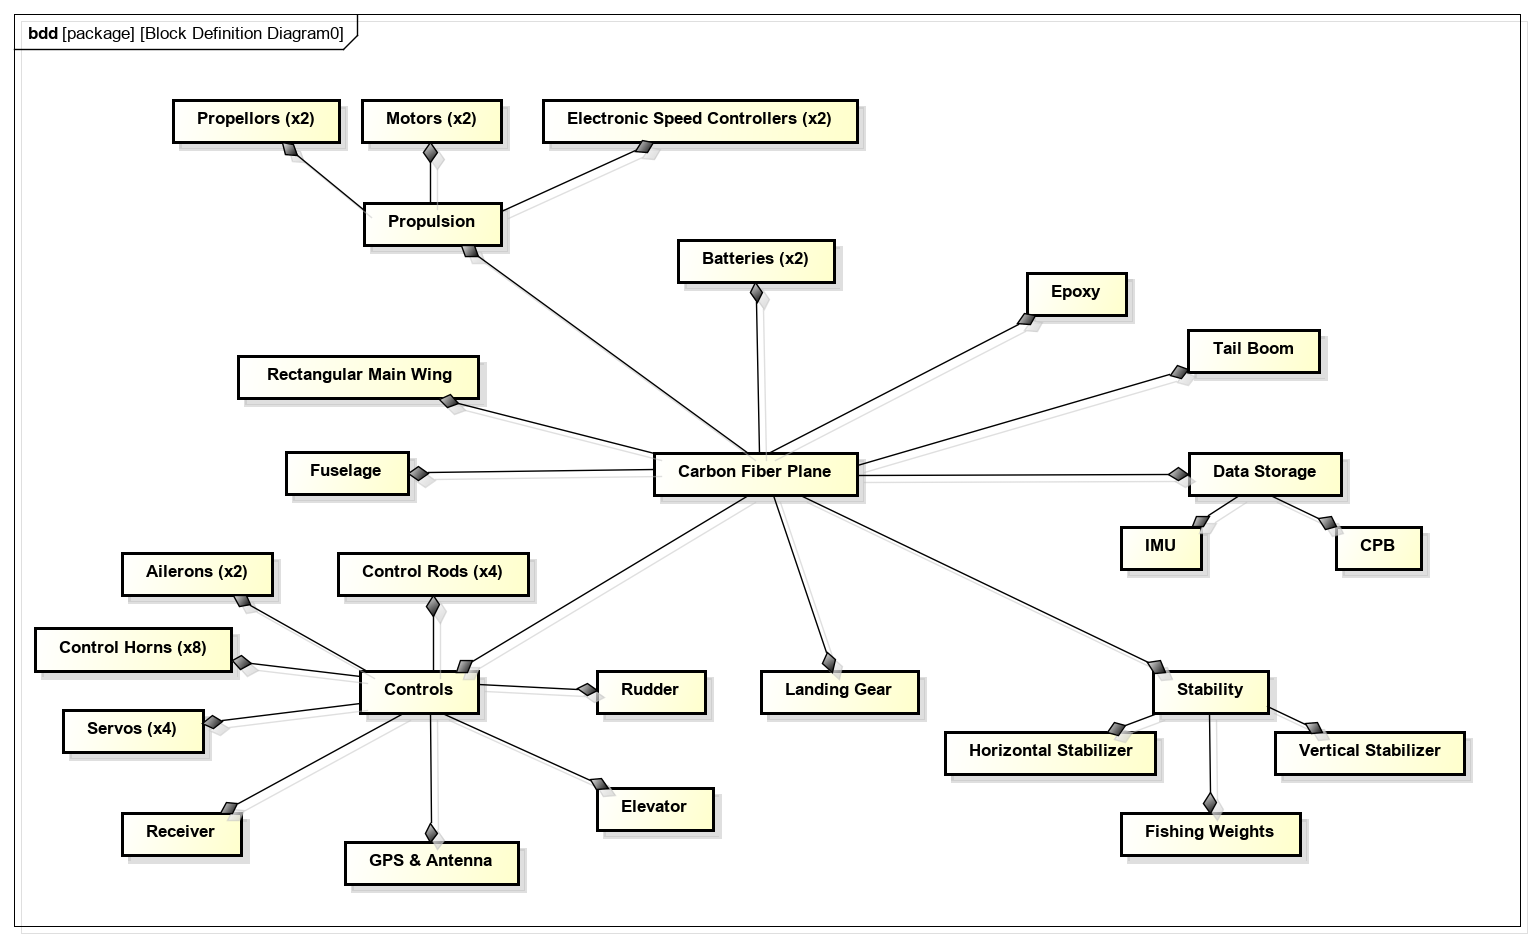 bdd [package] [Block Definition Diagram0]
Propellors (x2)
Motors (x2)
Electronic Speed Controllers (x2)
Propulsion
Batteries (x2)
Epoxy
Tail Boom
Rectangular Main Wing
Fuselage
Carbon Fiber Plane
Data Storage
IMU
CPB
Ailerons (x2)
Control Rods (x4)
Control Horns (x8)
Controls
Rudder
Landing Gear
Stability
Servos (x4)
Horizontal Stabilizer
Vertical Stabilizer
Elevator
Receiver
Fishing Weights
GPS & Antenna